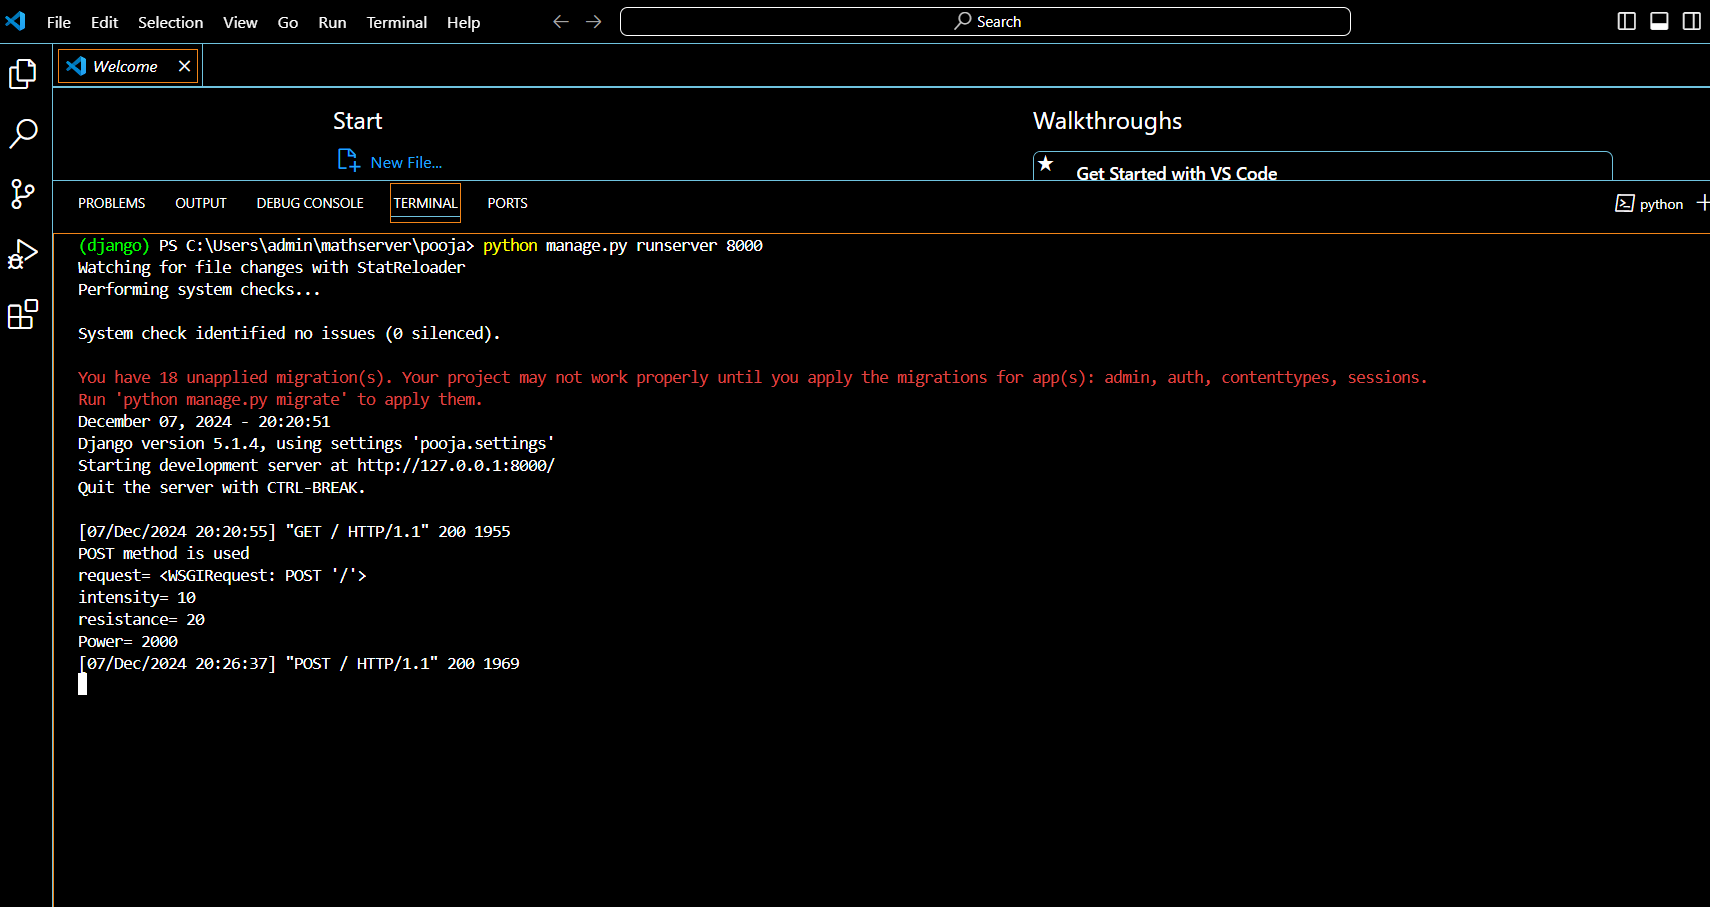 File Edit Selection View Go Run Terminal Help Search
Welcome
Start
Walkthroughs
New File...
Get Started with VS Code
PROBLEMS OUTPUT DEBUG CONSOLE TERMINAL PORTS python
(django) PS C:\Users\admin\mathserver\pooja> python manage.py runserver 8000
Watching for file changes with StatReloader
Performing system checks...
System check identified no issues (0 silenced).
You have 18 unapplied migration(s). Your project may not work properly until you apply the migrations for app(s): admin, auth, contenttypes, sessions.
Run 'python manage.py migrate' to apply them.
December 07, 2024 - 20:20:51
Django version 5.1.4, using settings 'pooja.settings'
Starting development server at http://127.0.0.1:8000/
Quit the server with CTRL-BREAK.
[07/Dec/2024 20:20:55] "GET / HTTP/1.1" 200 1955
POST method is used
request= <WSGIRequest: POST '/'>
intensity= 10
resistance= 20
Power= 2000
[07/Dec/2024 20:26:37] "POST / HTTP/1.1" 200 1969